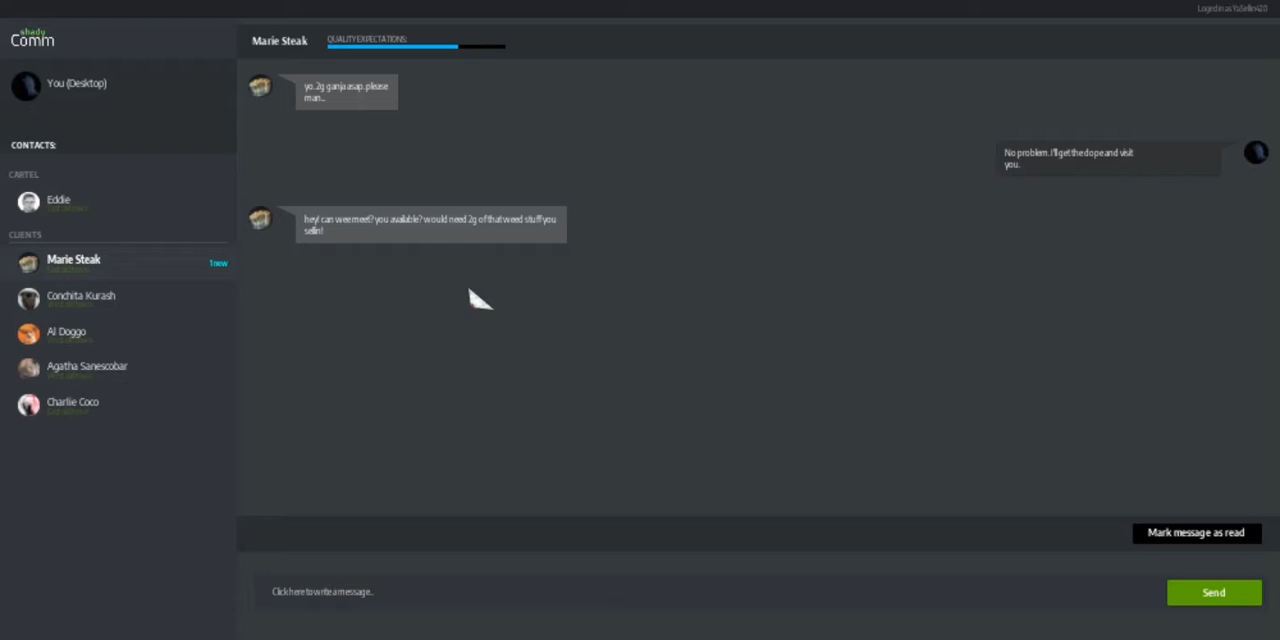 Loged in as YaSellin420
shady
Comm
Marie Steak
QUALITY EXPECTATIONS:
You (Desktop)
yo. 2g ganja asap. please
man...
CONTACTS:
No problem. I'll get the dope and visit
you.
CARTEL
Eddie
hey! can wee meet? you available? would need 2g of that weed stuff you
sellin!
CLIENTS
Marie Steak
1 new
Conchita Kurash
Al Doggo
Agatha Sanescobar
Charlie Coco
Mark message as read
Click here to write a message..
Send